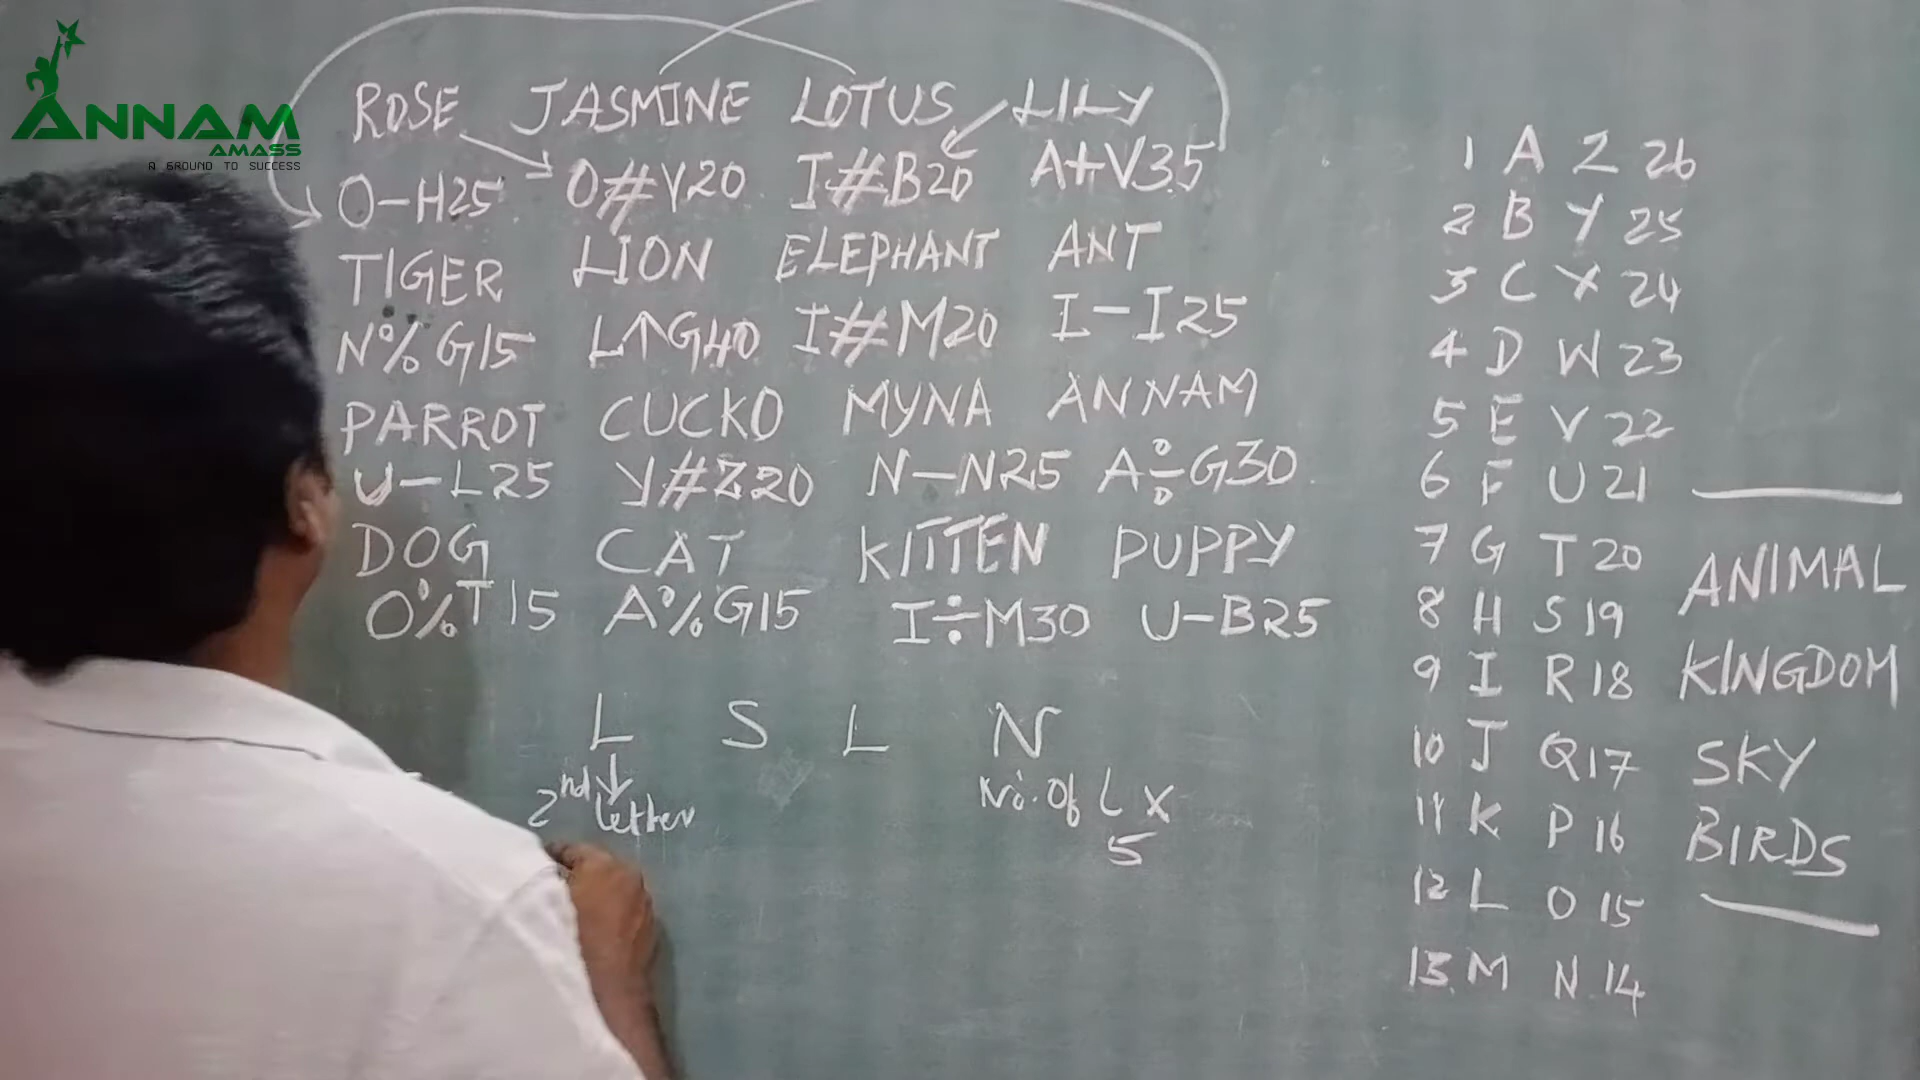 ANNAM
AMASS
A GROUND TO SUCCESS
ROSE JASMINE LOTUS LILY
O-H25 O#V20 I#B20 A+V35
TIGER LION ELEPHANT ANT
N%G15 L↑G40 I#M20 I-I25
PARROT CUCKO MYNA ANNAM
U-L25 Y#Z20 N-N25 A÷G30
DOG CAT KITTEN PUPPY
O%T15 A%G15 I÷M30 U-B25
L S L N
2nd letter
No. of L x
5
1 A Z 26
2 B Y 25
3 C X 24
4 D W 23
5 E V 22
6 F U 21
7 G T 20
8 H S 19
9 I R 18
10 J Q 17
11 K P 16
12 L O 15
13 M N 14
ANIMAL
KINGDOM
SKY
BIRDS